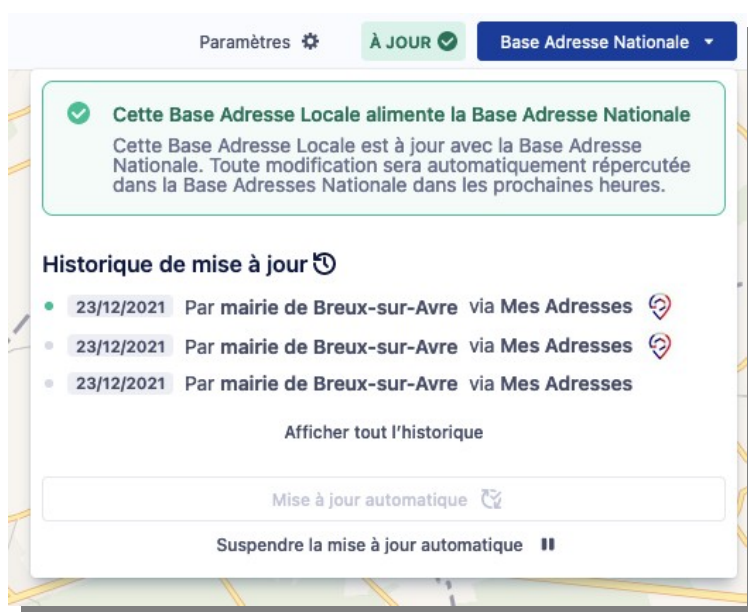 Paramètres
À JOUR
Base Adresse Nationale
Cette Base Adresse Locale alimente la Base Adresse Nationale
Cette Base Adresse Locale est à jour avec la Base Adresse
Nationale. Toute modification sera automatiquement répercutée
dans la Base Adresses Nationale dans les prochaines heures.
Historique de mise à jour
23/12/2021 Par mairie de Breux-sur-Avre via Mes Adresses
23/12/2021 Par mairie de Breux-sur-Avre via Mes Adresses
23/12/2021 Par mairie de Breux-sur-Avre via Mes Adresses
Afficher tout l'historique
Mise à jour automatique
Suspendre la mise à jour automatique